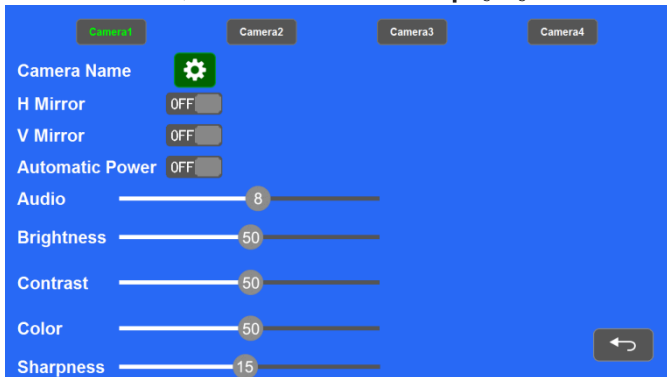 Camera1 Camera2 Camera3 Camera4
Camera Name
H Mirror OFF
V Mirror OFF
Automatic Power OFF
Audio 8
Brightness 50
Contrast 50
Color 50
Sharpness 15